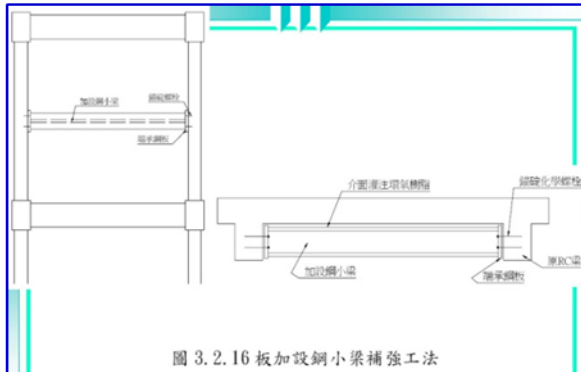 加設鋼小梁
錨碇螺栓
端承鋼板
介面灌注環氧樹脂
錨碇化學螺栓
加設鋼小梁
端承鋼板
原RC梁
圖 3.2.16 板加設鋼小梁補強工法